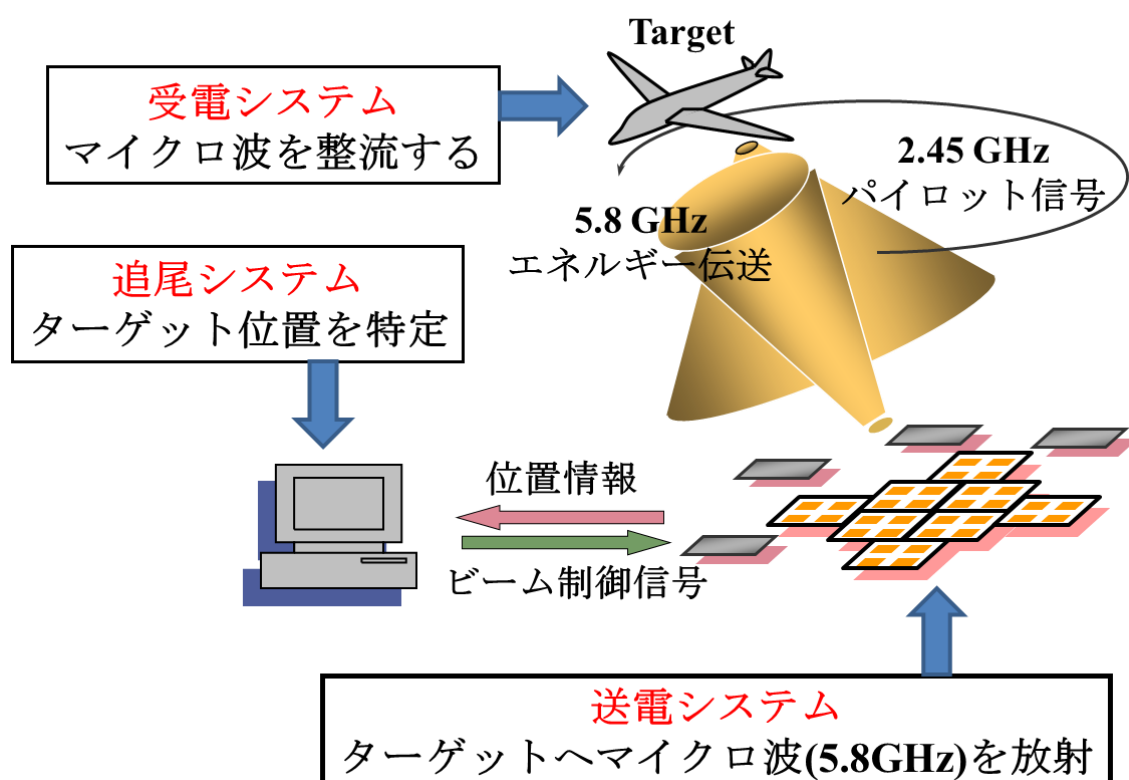 Target
受電システム
マイクロ波を整流する
2.45 GHz
パイロット信号
5.8 GHz
エネルギー伝送
追尾システム
ターゲット位置を特定
位置情報
ビーム制御信号
送電システム
ターゲットへマイクロ波(5.8GHz)を放射